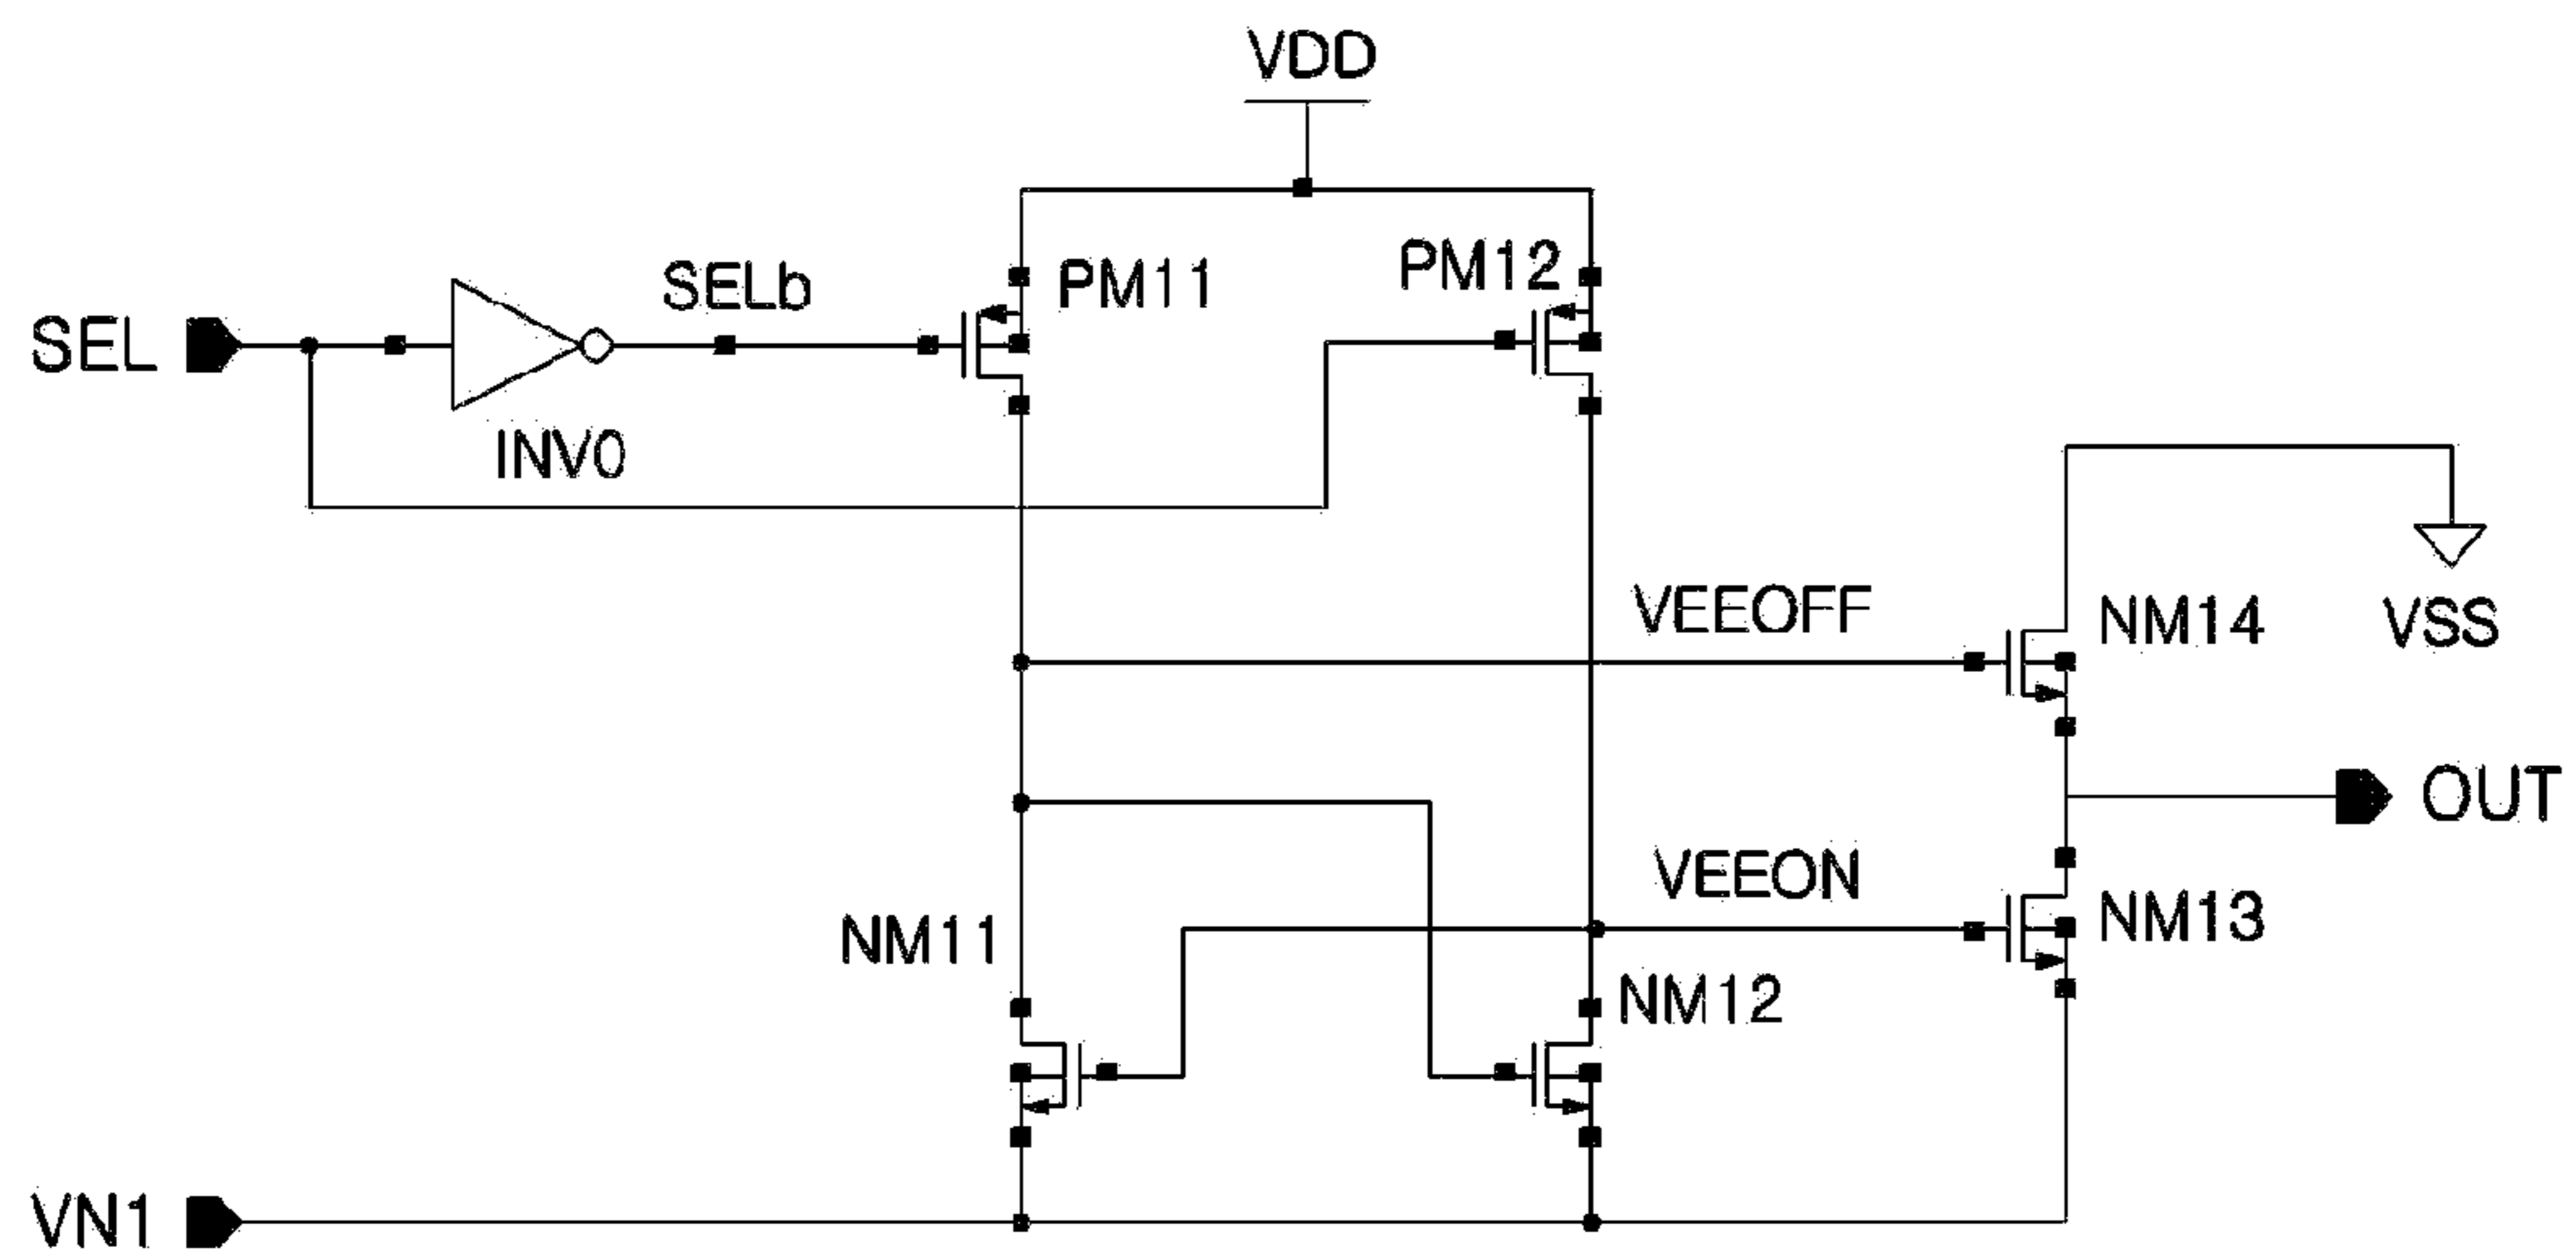 VDD
PM12
PM11
SELb
SEL
INV0
VEEOFF
NM14
VSS
OUT
VEEON
NM13
NM11
NM12
VN1